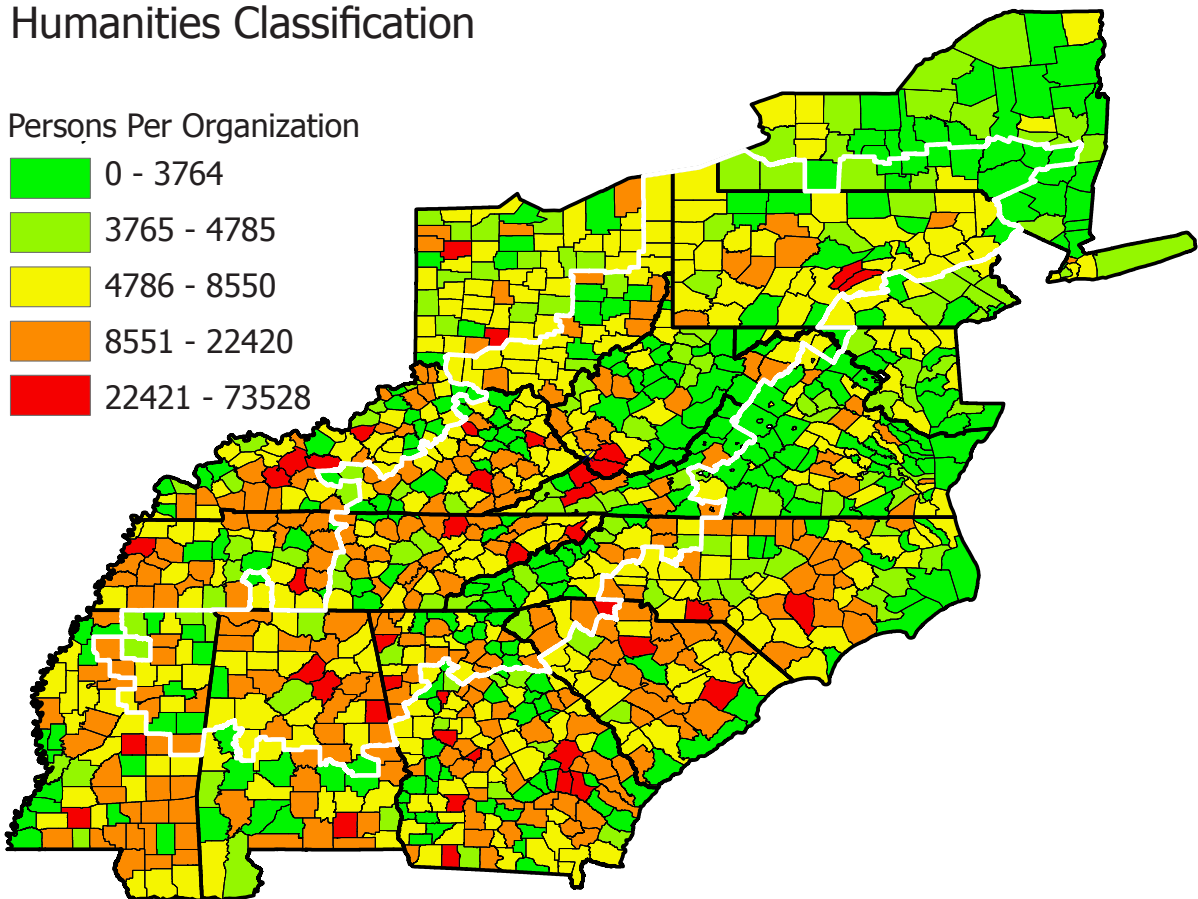 Humanities Classification
Persons Per Organization
0 - 3764
3765 - 4785
4786 - 8550
8551 - 22420
22421 - 73528